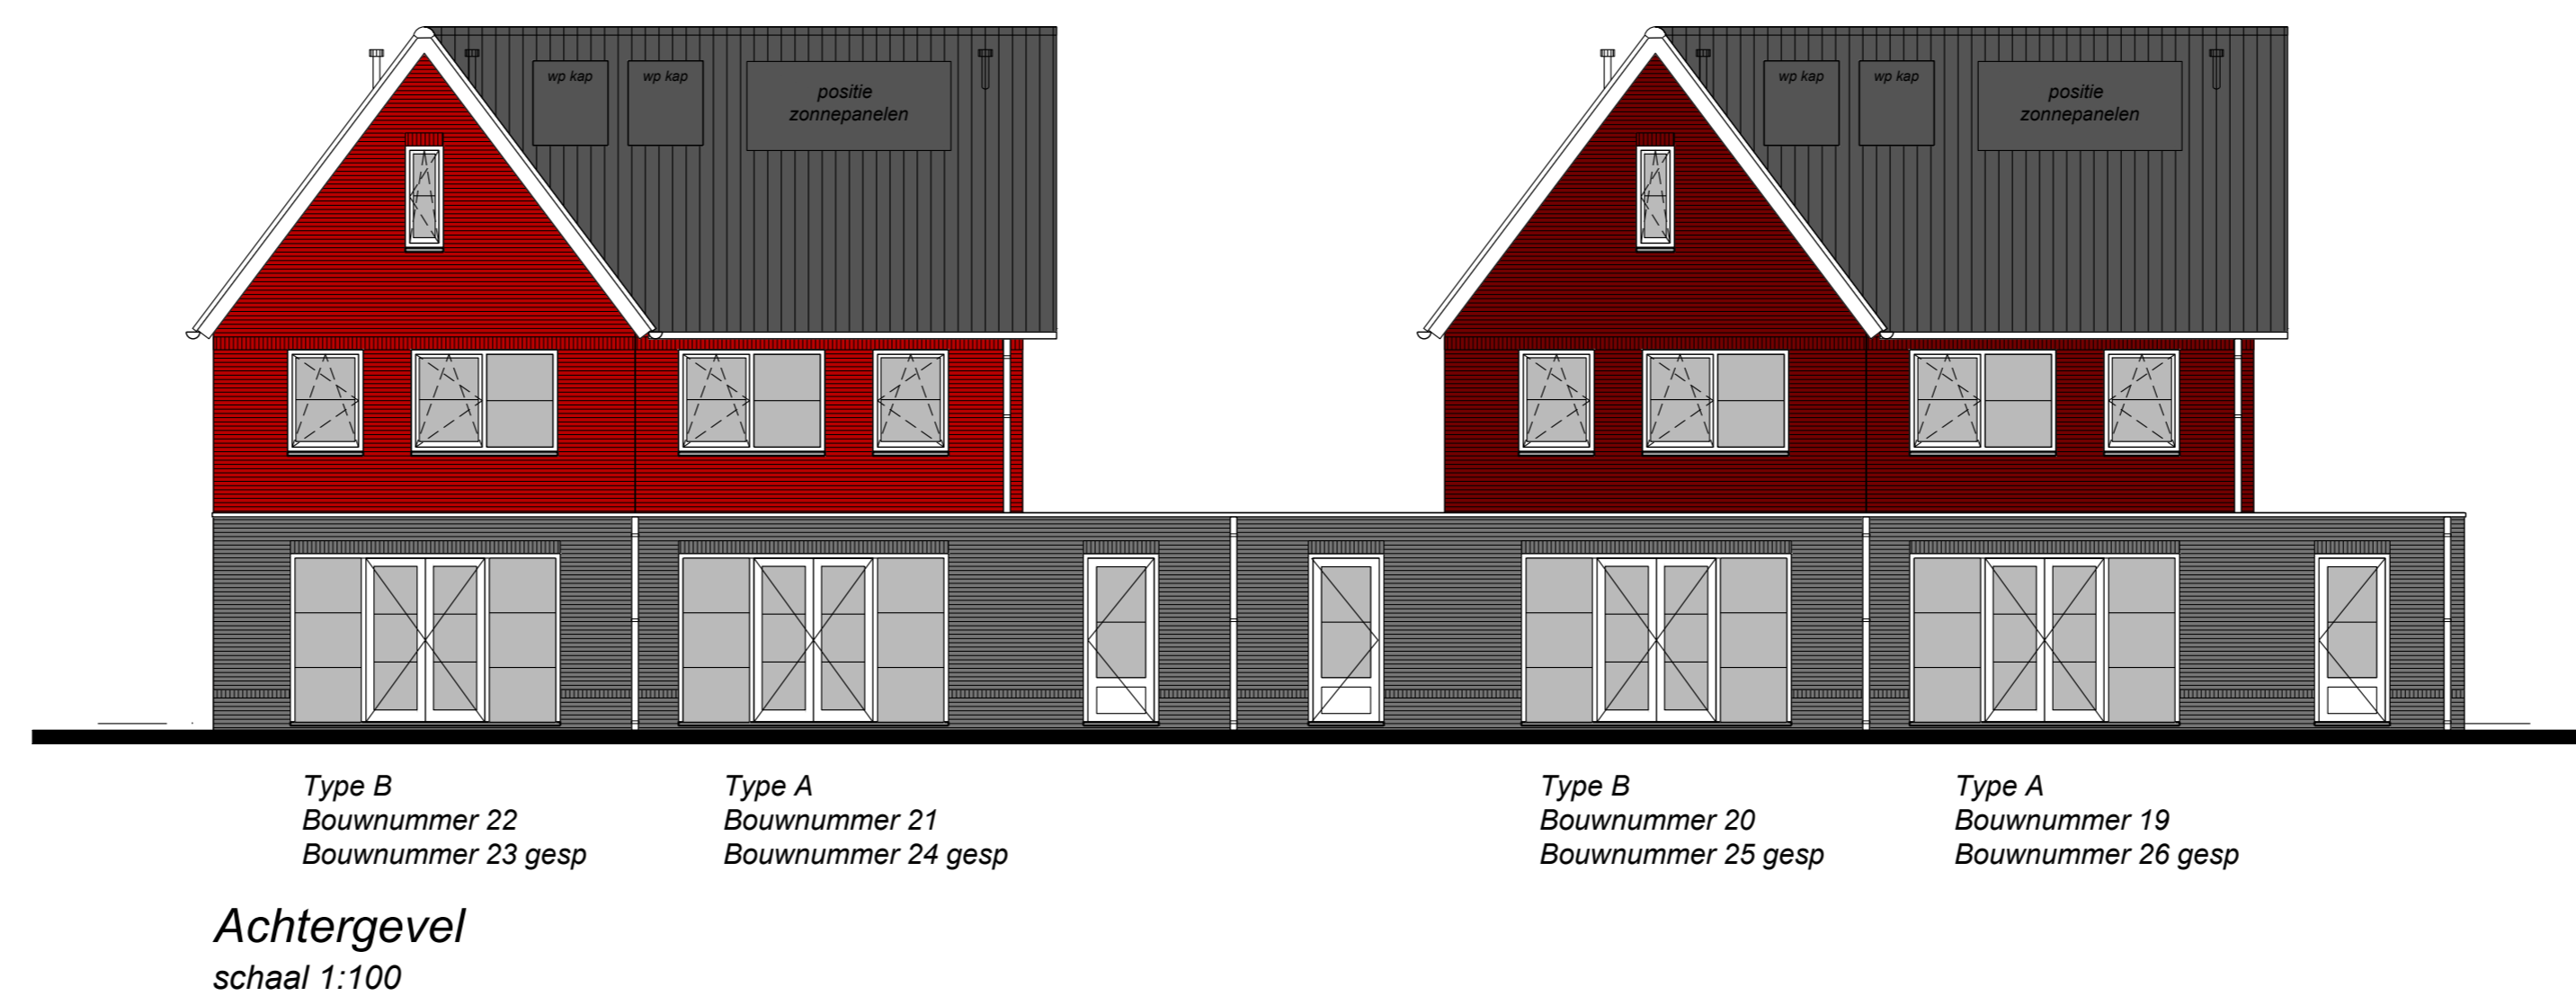 wp kap
wp kap
positie
zonnepanelen
wp kap
wp kap
positie
zonnepanelen
Type B
Bouwnummer 22
Bouwnummer 23 gesp
Type A
Bouwnummer 21
Bouwnummer 24 gesp
Type B
Bouwnummer 20
Bouwnummer 25 gesp
Type A
Bouwnummer 19
Bouwnummer 26 gesp
Achtergevel
schaal 1:100